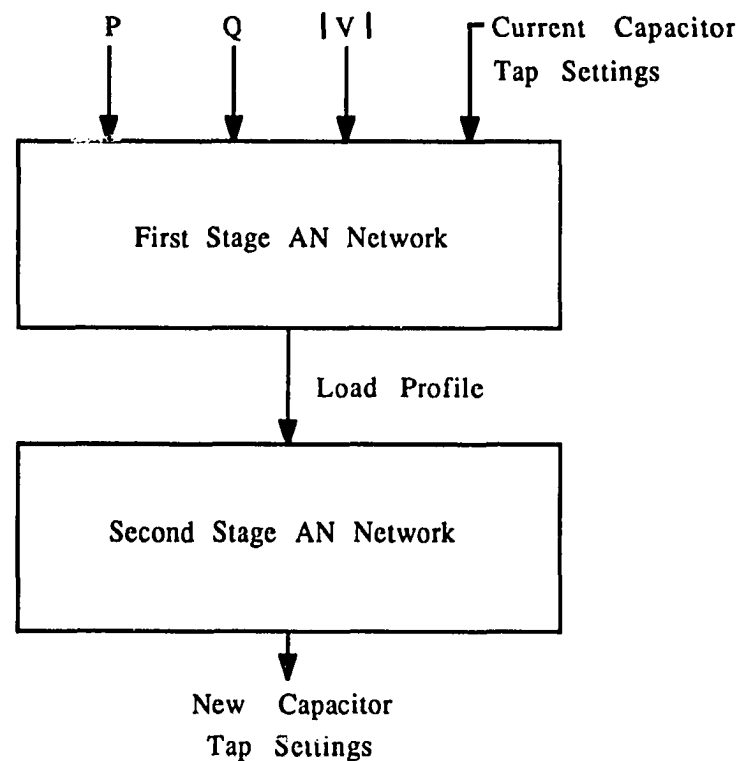 P Q |V| Current Capacitor
Tap Settings
First Stage AN Network
Load Profile
Second Stage AN Network
New Capacitor
Tap Settings